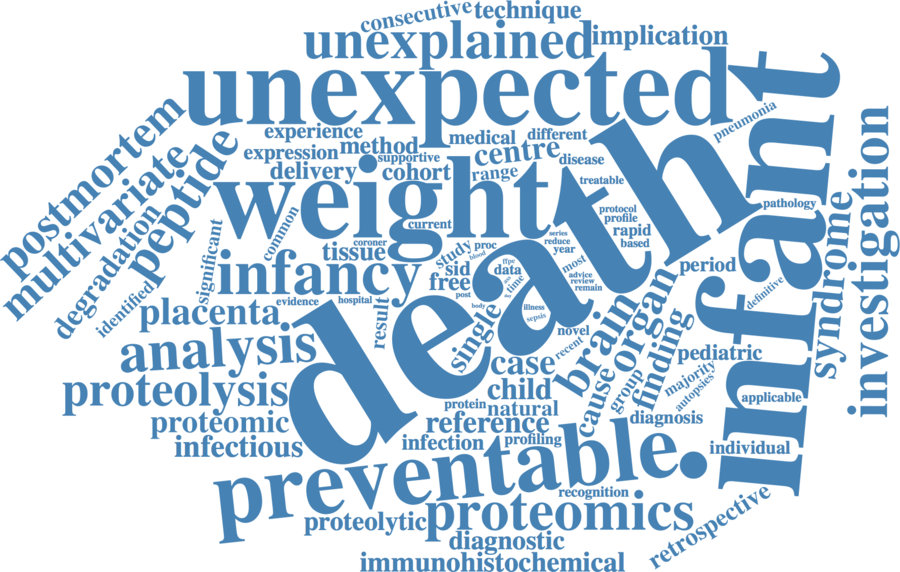 consecutive
technique
unexplained
implication
unexpected
infant
pneumonia
postmortem
multivariate
peptide
degradation
identified
experience
method
medical
different
expression
supportive
centre
disease
delivery
cohort
range
weight
death
treatable
investigation
syndrome
pathology
protocol
profile
rapid
based
current
significant
common
coroner
tissue
study
proc
blood
series
reduce
year
infancy
sid
data
ffpe
most
period
free
time
advice
review
remain
definitive
evidence
hospital
post
body
illness
sepsis
placenta
result
single
novel
recent
brain
organ
finding
analysis
case
cause
group
pediatric
majority
autopsies
proteolysis
child
protein
natural
diagnosis
applicable
proteomic
reference
infectious
infection
profiling
individual
preventable.
recognition
retrospective
proteolytic
proteomics
diagnostic
immunohistochemical